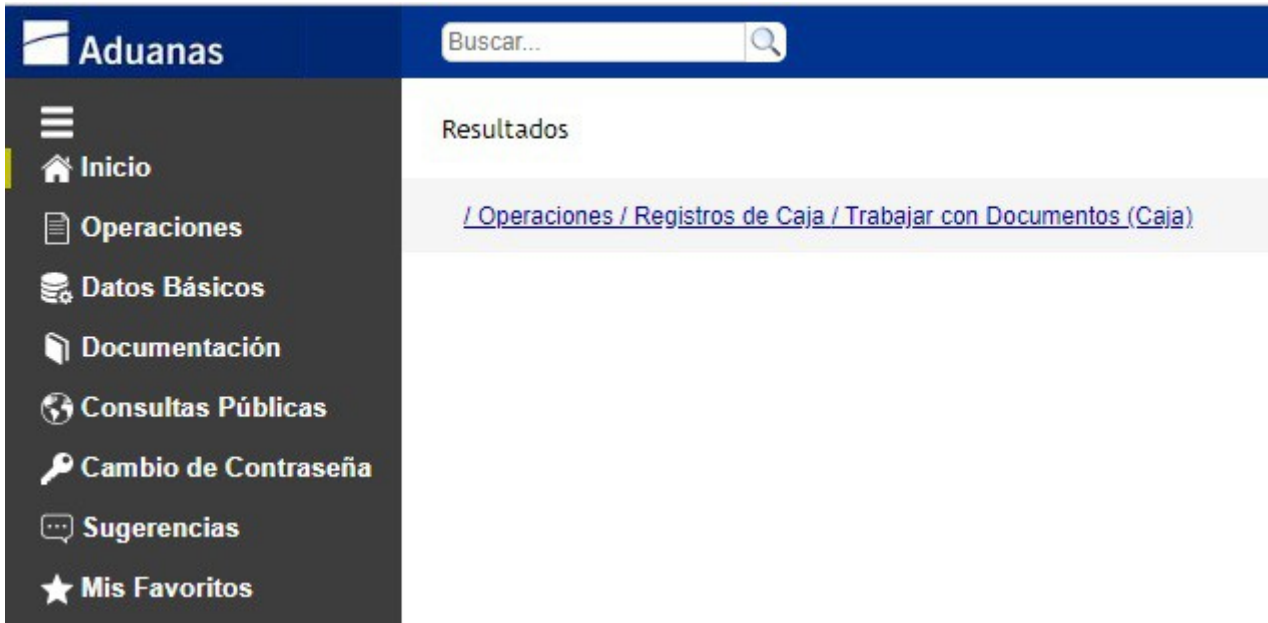 Aduanas
Buscar...
Inicio
Operaciones
Datos Básicos
Documentación
Consultas Públicas
Cambio de Contraseña
Sugerencias
Mis Favoritos
Resultados
/ Operaciones / Registros de Caja / Trabajar con Documentos (Caja)